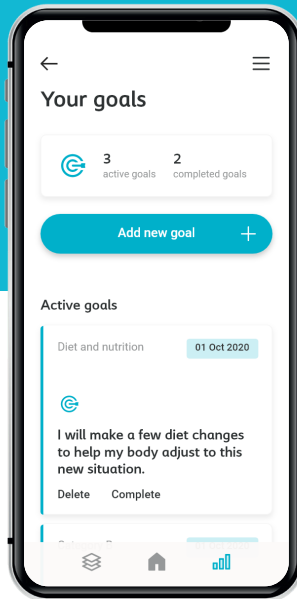 Your goals
3
active goals
2
completed goals
Add new goal
Active goals
Diet and nutrition
01 Oct 2020
I will make a few diet changes
to help my body adjust to this
new situation.
Delete Complete